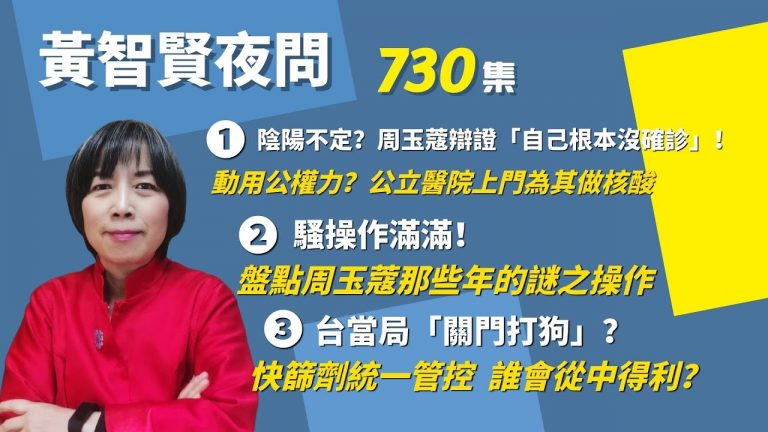 黃智賢夜問 730集
1 陰陽不定？周玉蔻辯證「自己根本沒確診」！
動用公權力？公立醫院上門為其做核酸
2 騷操作滿滿！
盤點周玉蔻那些年的謎之操作
3 台當局「關門打狗」？
快篩劑統一管控 誰會從中得利？